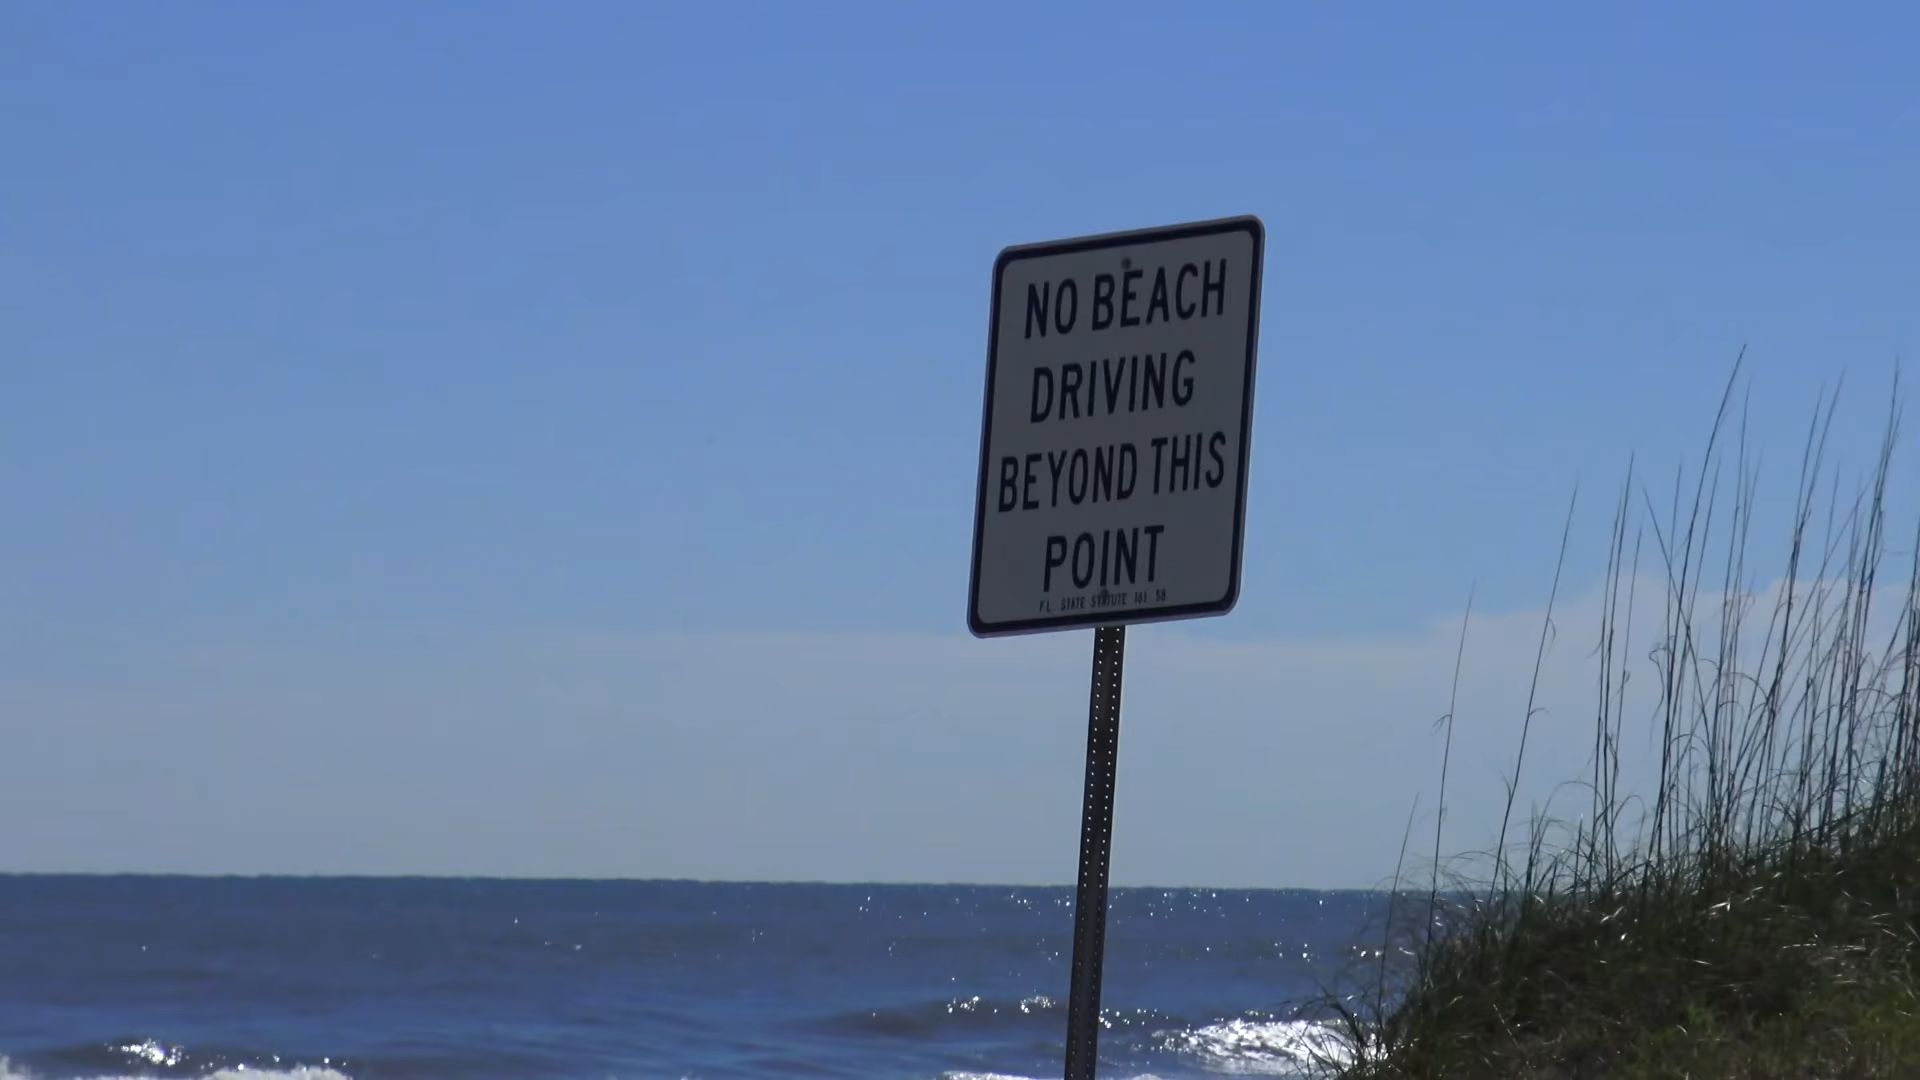 NO BEACH
DRIVING
BEYOND THIS
POINT
FL. STATE STATUTE 161.58